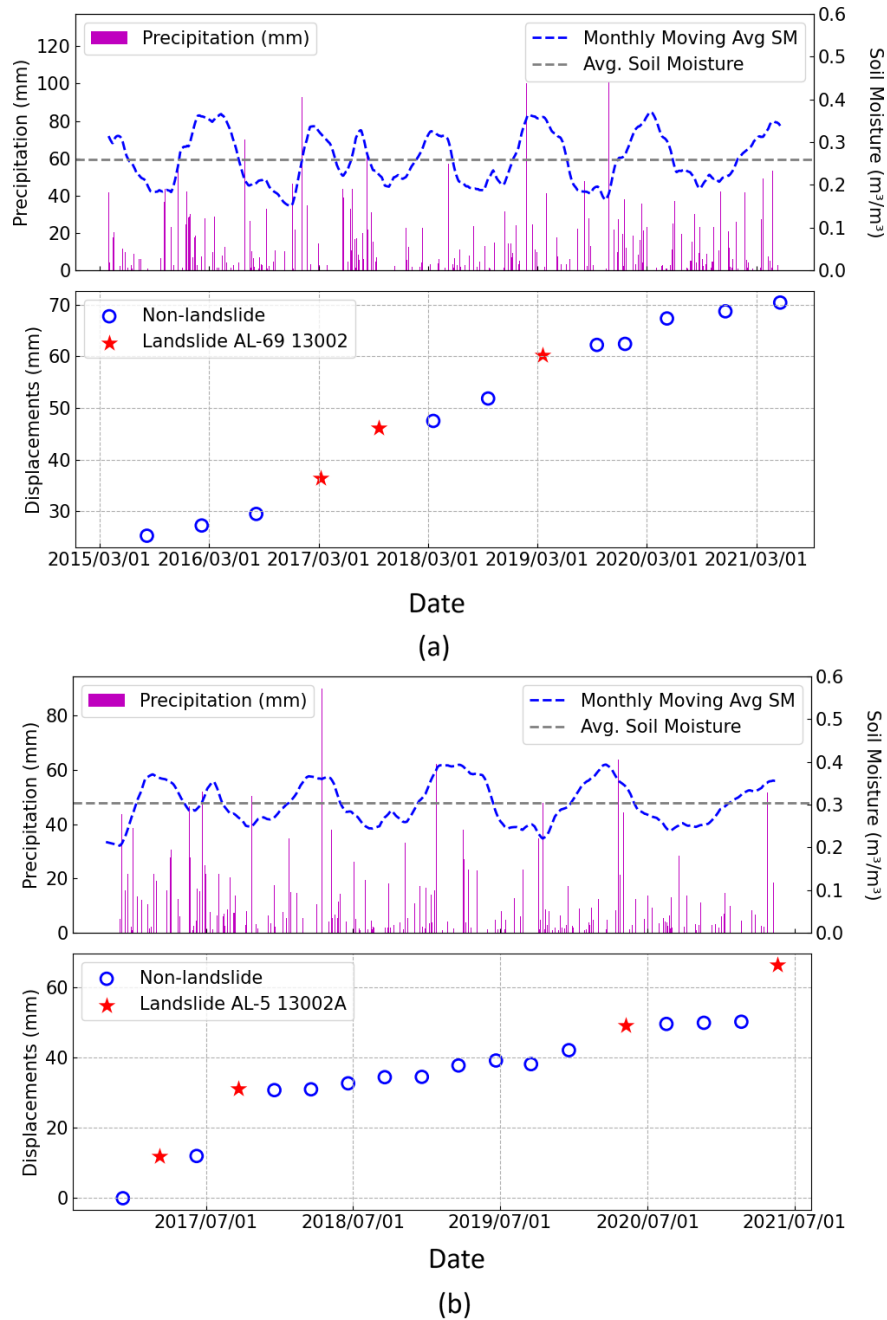 Precipitation (mm)
Monthly Moving Avg SM
Avg. Soil Moisture
Precipitation (mm)
0
20
40
60
80
100
120
Soil Moisture (m³/m³)
0.0
0.1
0.2
0.3
0.4
0.5
0.6
Non-landslide
Landslide AL-69 13002
Displacements (mm)
70
60
50
40
30
2015/03/01 2016/03/01 2017/03/01 2018/03/01 2019/03/01 2020/03/01 2021/03/01
Date
(a)
Precipitation (mm)
Monthly Moving Avg SM
Avg. Soil Moisture
Precipitation (mm)
0
20
40
60
80
Soil Moisture (m³/m³)
0.0
0.1
0.2
0.3
0.4
0.5
0.6
Non-landslide
Landslide AL-5 13002A
Displacements (mm)
60
40
20
0
2017/07/01 2018/07/01 2019/07/01 2020/07/01 2021/07/01
Date
(b)